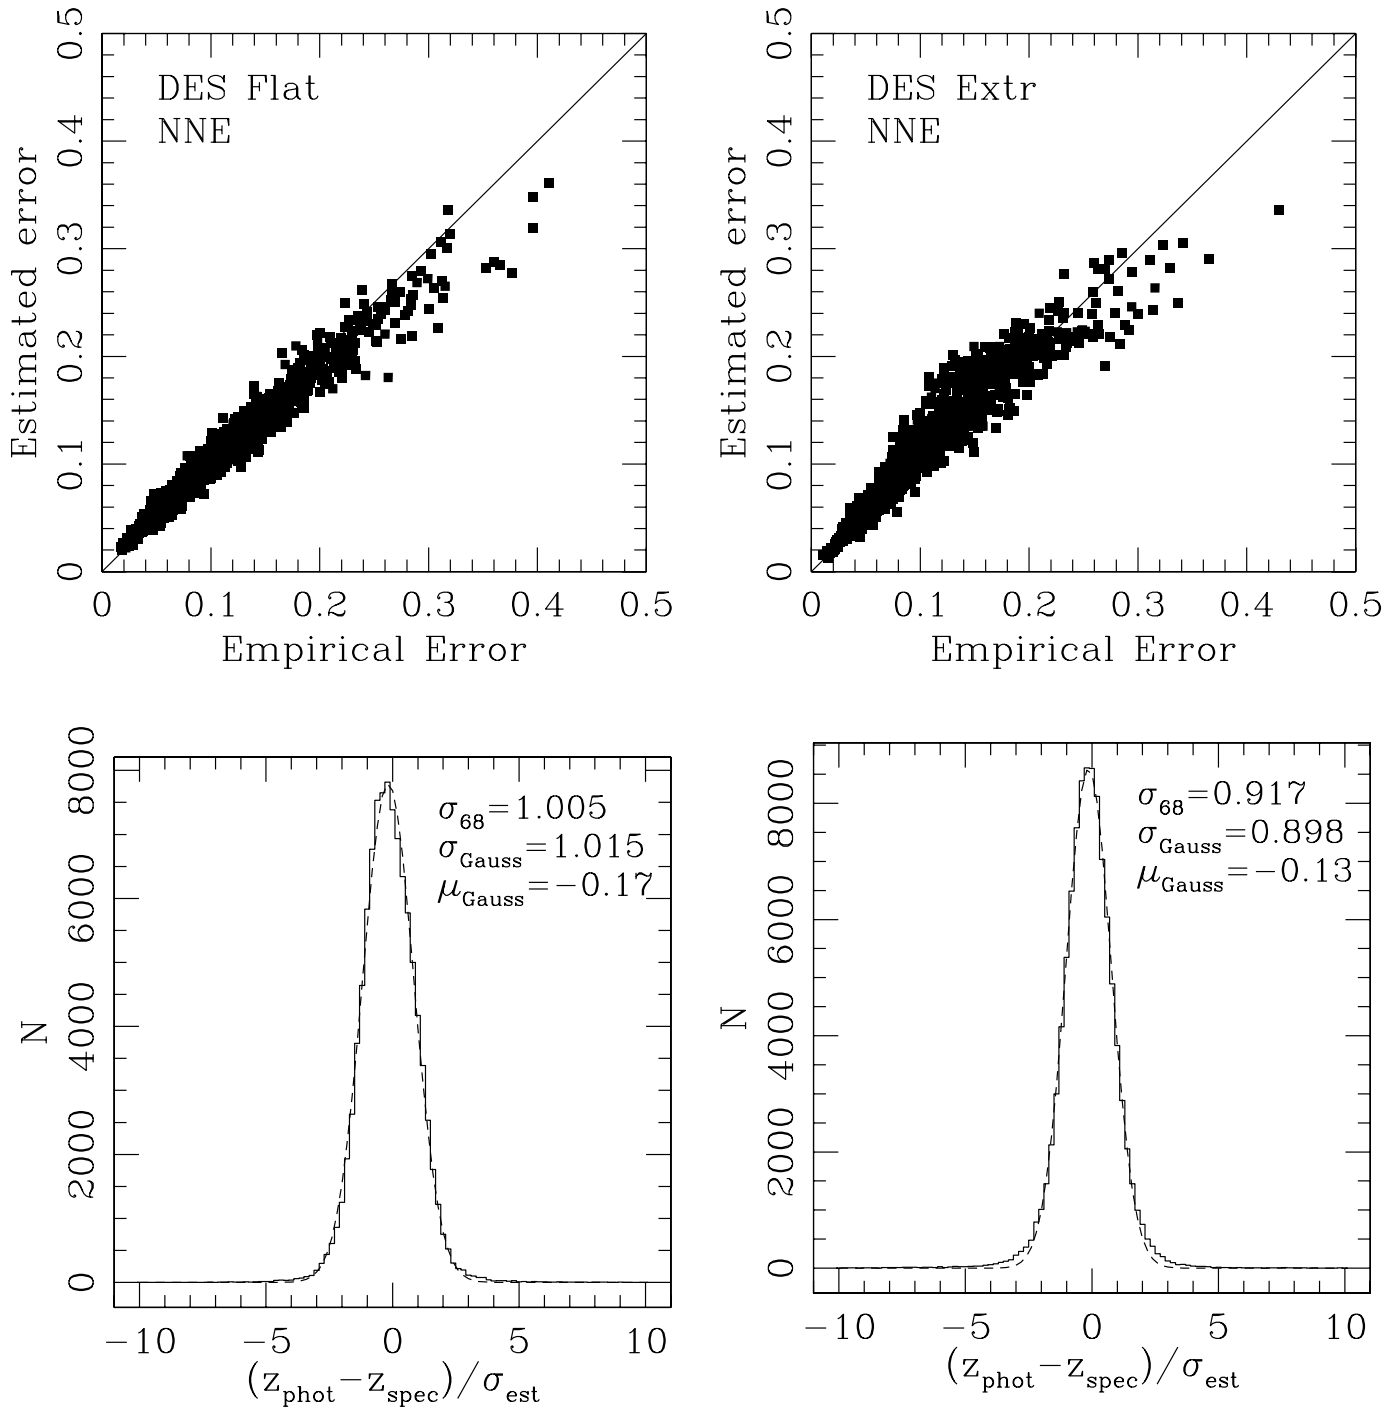 DES Flat
NNE
Estimated error
0 0.1 0.2 0.3 0.4 0.5
0 0.1 0.2 0.3 0.4 0.5
Empirical Error
DES Extr
NNE
Estimated error
0 0.1 0.2 0.3 0.4 0.5
0 0.1 0.2 0.3 0.4 0.5
Empirical Error
σ68=1.005
σGauss=1.015
μGauss=−0.17
N
0 2000 4000 6000 8000
−10 −5 0 5 10
(zphot−zspec)/σest
σ68=0.917
σGauss=0.898
μGauss=−0.13
N
0 2000 4000 6000 8000
−10 −5 0 5 10
(zphot−zspec)/σest